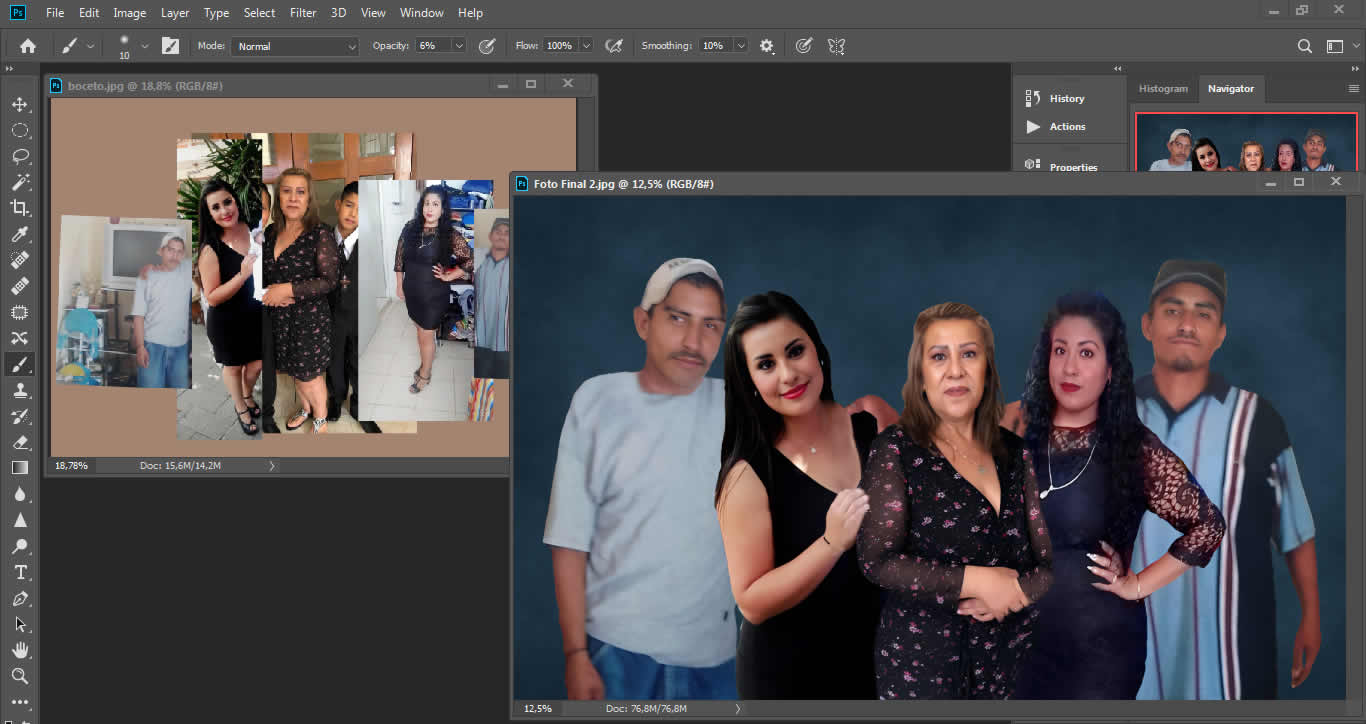 Ps File Edit Image Layer Type Select Filter 3D View Window Help
10 Mode: Normal Opacity: 6% Flow: 100% Smoothing: 10%
Ps boceto.jpg @ 18,8% (RGB/8#)
18,78% Doc: 15,6M/14,2M
History
Actions
Properties
Histogram Navigator
Ps Foto Final 2.jpg @ 12,5% (RGB/8#)
12,5% Doc: 76,8M/76,8M